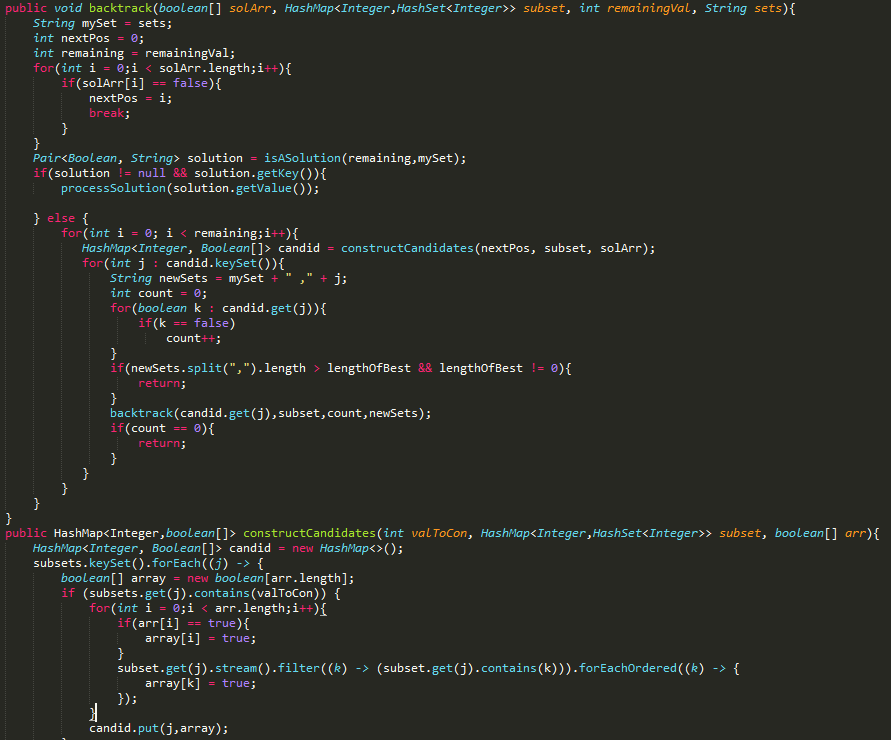 public void backtrack(boolean[] solArr, HashMap<Integer,HashSet<Integer>> subset, int remainingVal, String sets){
    String mySet = sets;
    int nextPos = 0;
    int remaining = remainingVal;
    for(int i = 0;i < solArr.length;i++){
        if(solArr[i] == false){
            nextPos = i;
            break;
        }
    }
    Pair<Boolean, String> solution = isASolution(remaining,mySet);
    if(solution != null && solution.getKey()){
        processSolution(solution.getValue());
    } else {
        for(int i = 0; i < remaining;i++){
           HashMap<Integer, Boolean[]> candid = constructCandidates(nextPos, subset, solArr);
           for(int j : candid.keySet()){
               String newSets = mySet + " ," + j;
               int count = 0;
               for(boolean k : candid.get(j)){
                   if(k == false)
                       count++;
               }
               if(newSets.split(",").length > lengthOfBest && lengthOfBest != 0){
                   return;
               }
               backtrack(candid.get(j),subset,count,newSets);
               if(count == 0){
                   return;
               }
           }
        }
    }
}
public HashMap<Integer,boolean[]> constructCandidates(int valToCon, HashMap<Integer,HashSet<Integer>> subset, boolean[] arr){
    HashMap<Integer, Boolean[]> candid = new HashMap<>();
    subsets.keySet().forEach((j) -> {
        boolean[] array = new boolean[arr.length];
        if (subsets.get(j).contains(valToCon)) {
            for(int i = 0;i < arr.length;i++){
                if(arr[i] == true){
                    array[i] = true;
                }
                subset.get(j).stream().filter((k) -> (subset.get(j).contains(k))).forEachOrdered((k) -> {
                    array[k] = true;
                });
            }
            candid.put(j,array);